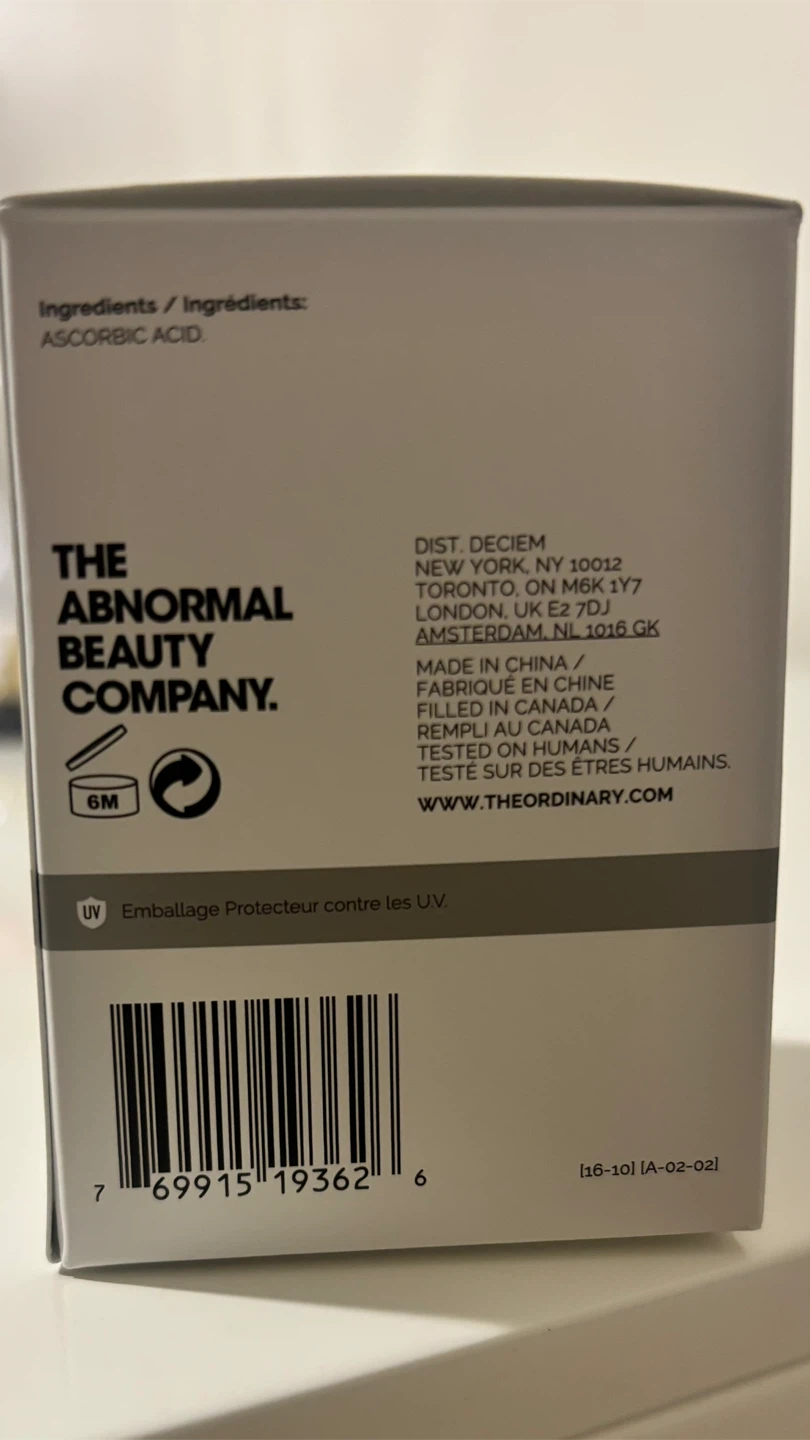 Ingredients / Ingrédients:
ASCORBIC ACID.
THE
ABNORMAL
BEAUTY
COMPANY.
6M
DIST. DECIEM
NEW YORK, NY 10012
TORONTO, ON M6K 1Y7
LONDON, UK E2 7DJ
AMSTERDAM, NL 1016 GK
MADE IN CHINA /
FABRIQUÉ EN CHINE
FILLED IN CANADA /
REMPLI AU CANADA
TESTED ON HUMANS /
TESTÉ SUR DES ÊTRES HUMAINS.
WWW.THEORDINARY.COM
UV Emballage Protecteur contre les U.V.
7 69915 19362 6
[16-10] [A-02-02]